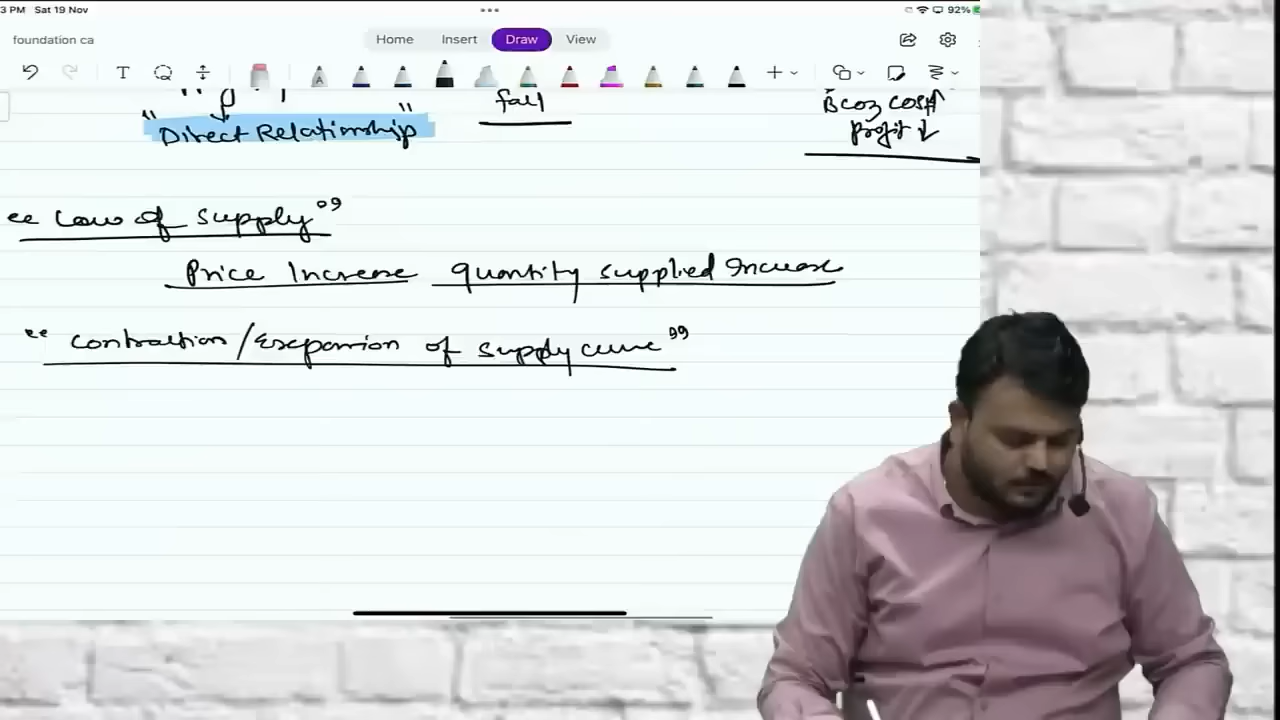 3 PM Sat 19 Nov
92%
foundation ca
Home Insert Draw View
fall
Bcoz cost↑
profit ↓
"Direct Relationship"
"Law of Supply"
Price Increase quantity supplied Increase
"Contraction/Expansion of supply curve"